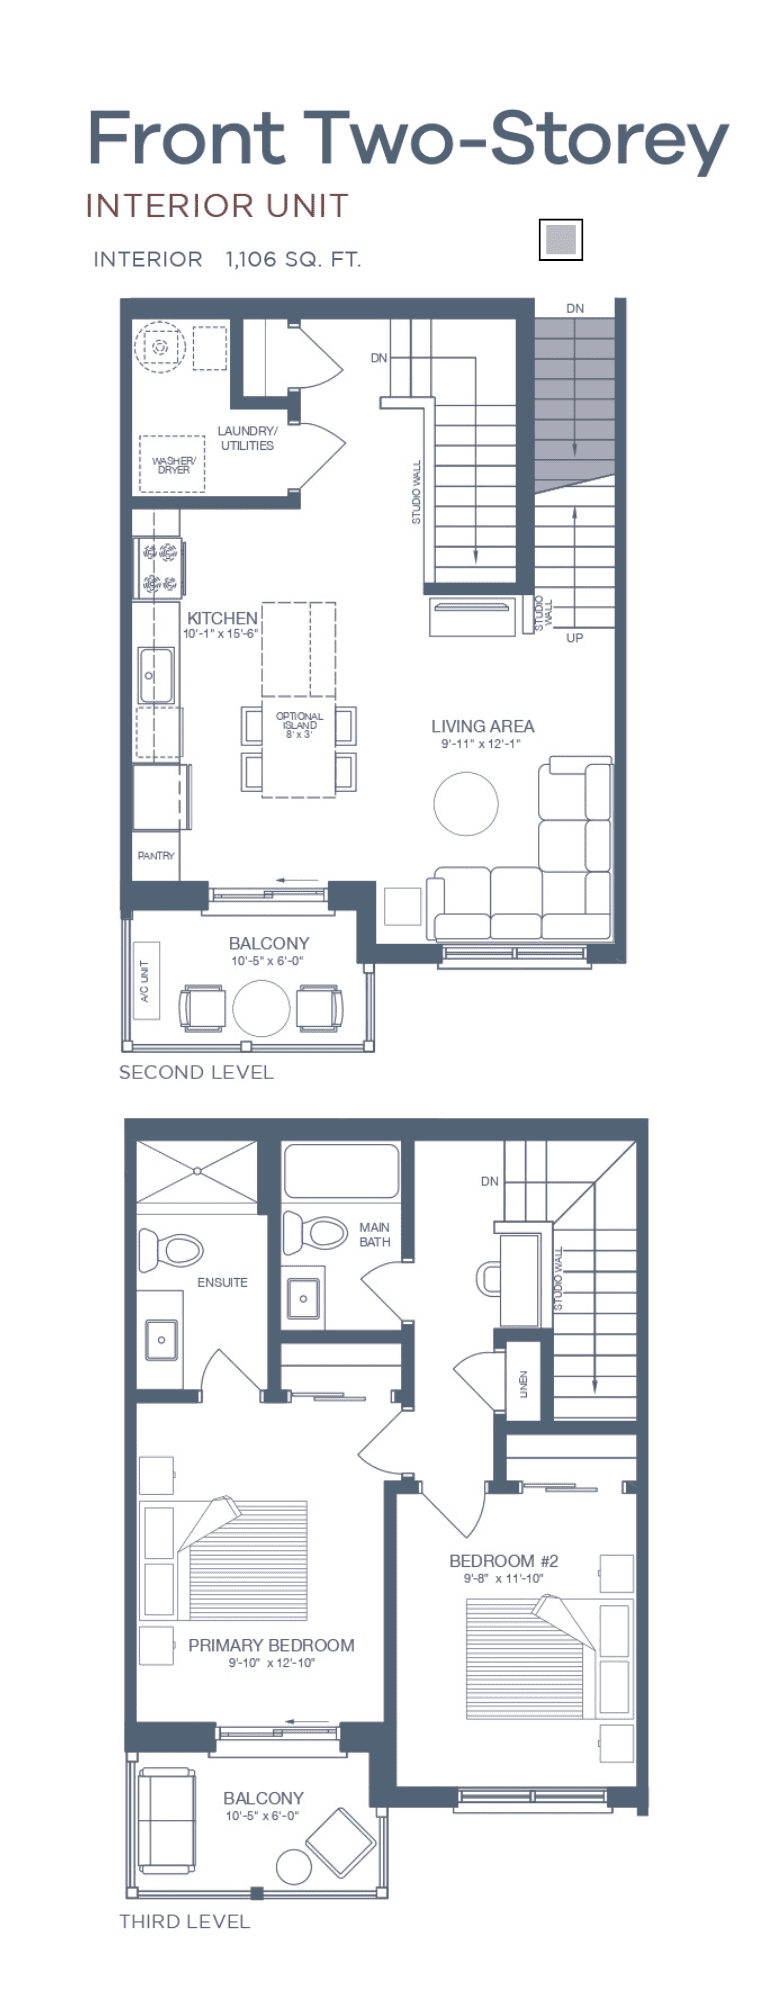 Front Two-Storey
INTERIOR UNIT
INTERIOR 1,106 SQ. FT.
DN
DN
LAUNDRY/
UTILITIES
WASHER/
DRYER
STUDIO WALL
KITCHEN
10'-1" x 15'-6"
STUDIO
WALL
UP
OPTIONAL
ISLAND
8' x 3'
LIVING AREA
9'-11" x 12'-1"
PANTRY
BALCONY
10'-5" x 6'-0"
A/C UNIT
SECOND LEVEL
DN
MAIN
BATH
ENSUITE
STUDIO WALL
LINEN
BEDROOM #2
9'-8" x 11'-10"
PRIMARY BEDROOM
9'-10" x 12'-10"
BALCONY
10'-5" x 6'-0"
THIRD LEVEL